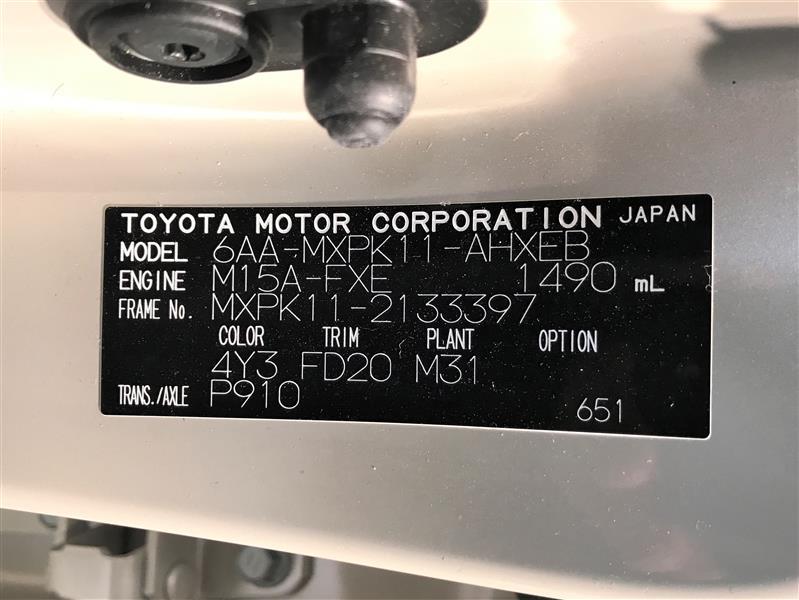 TOYOTA MOTOR CORPORATION JAPAN
MODEL 6AA-MXPK11-AHXEB
ENGINE M15A-FXE 1490 mL
FRAME No. MXPK11-2133397
COLOR TRIM PLANT OPTION
4Y3 FD20 M31
TRANS./AXLE P910
651